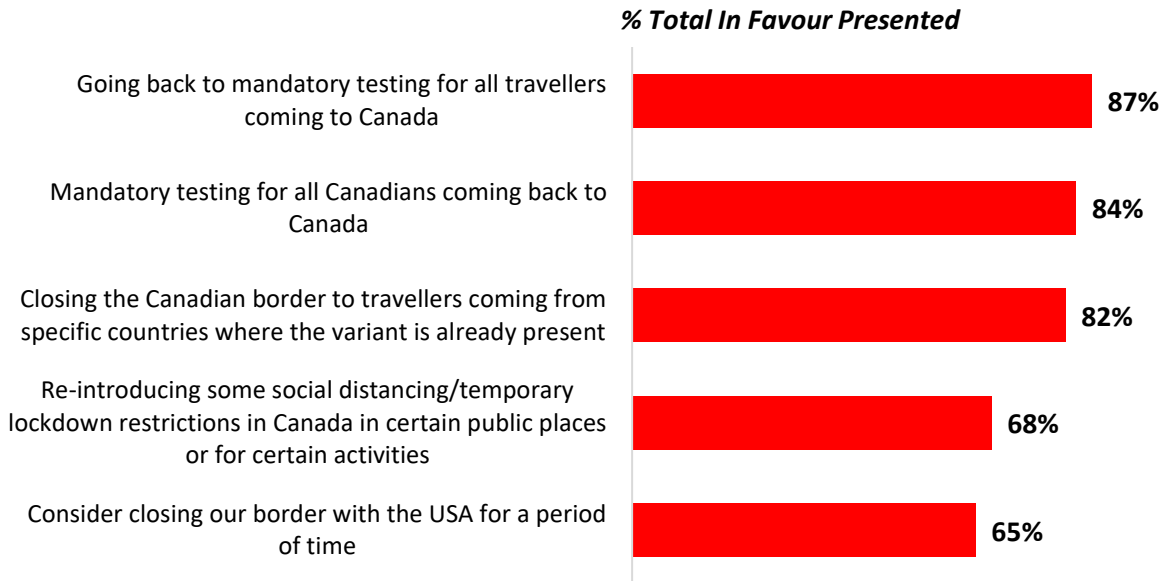 % Total In Favour Presented
Going back to mandatory testing for all travellers
coming to Canada
87%
Mandatory testing for all Canadians coming back to
Canada
84%
Closing the Canadian border to travellers coming from
specific countries where the variant is already present
82%
Re-introducing some social distancing/temporary
lockdown restrictions in Canada in certain public places
or for certain activities
68%
Consider closing our border with the USA for a period
of time
65%